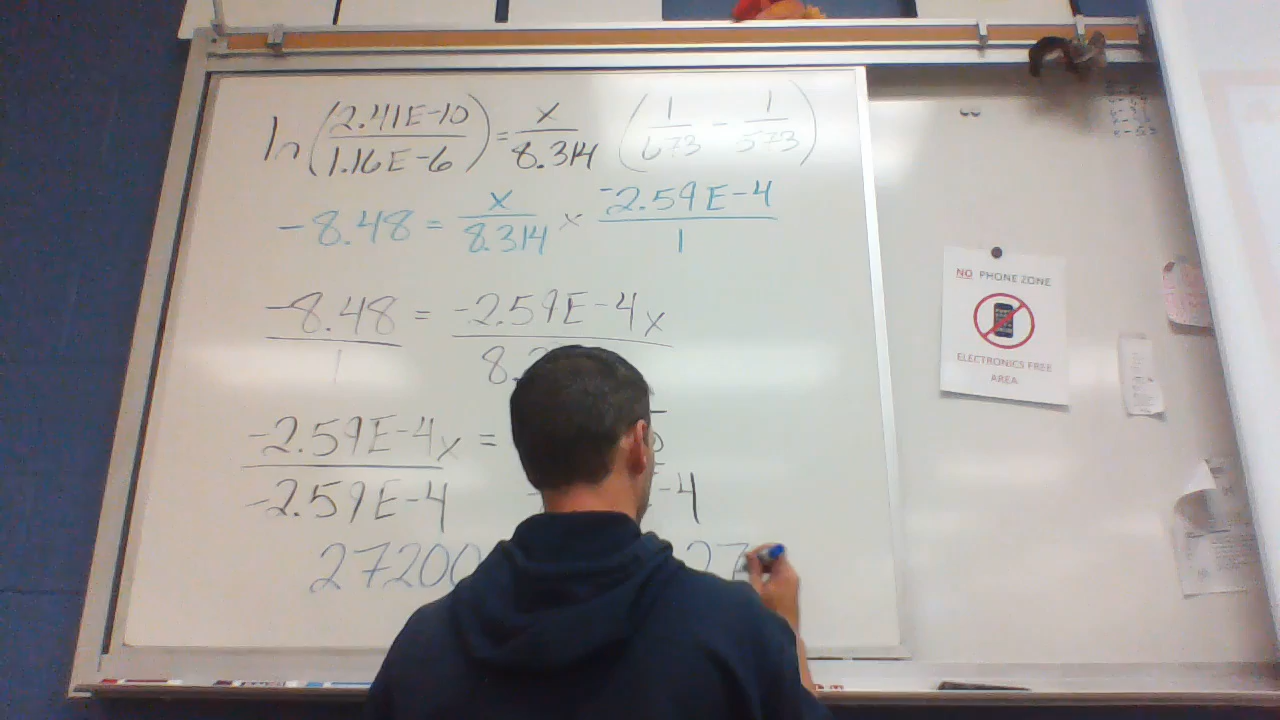 ln(2.41E-10/1.16E-6) = x/8.314 (1/673 - 1/573)
-8.48 = x/8.314 × -2.59E-4/1
-8.48/1 = -2.59E-4x/8.
-2.59E-4x =
-2.59E-4 -4
27200 27
NO PHONE ZONE
ELECTRONICS FREE
AREA